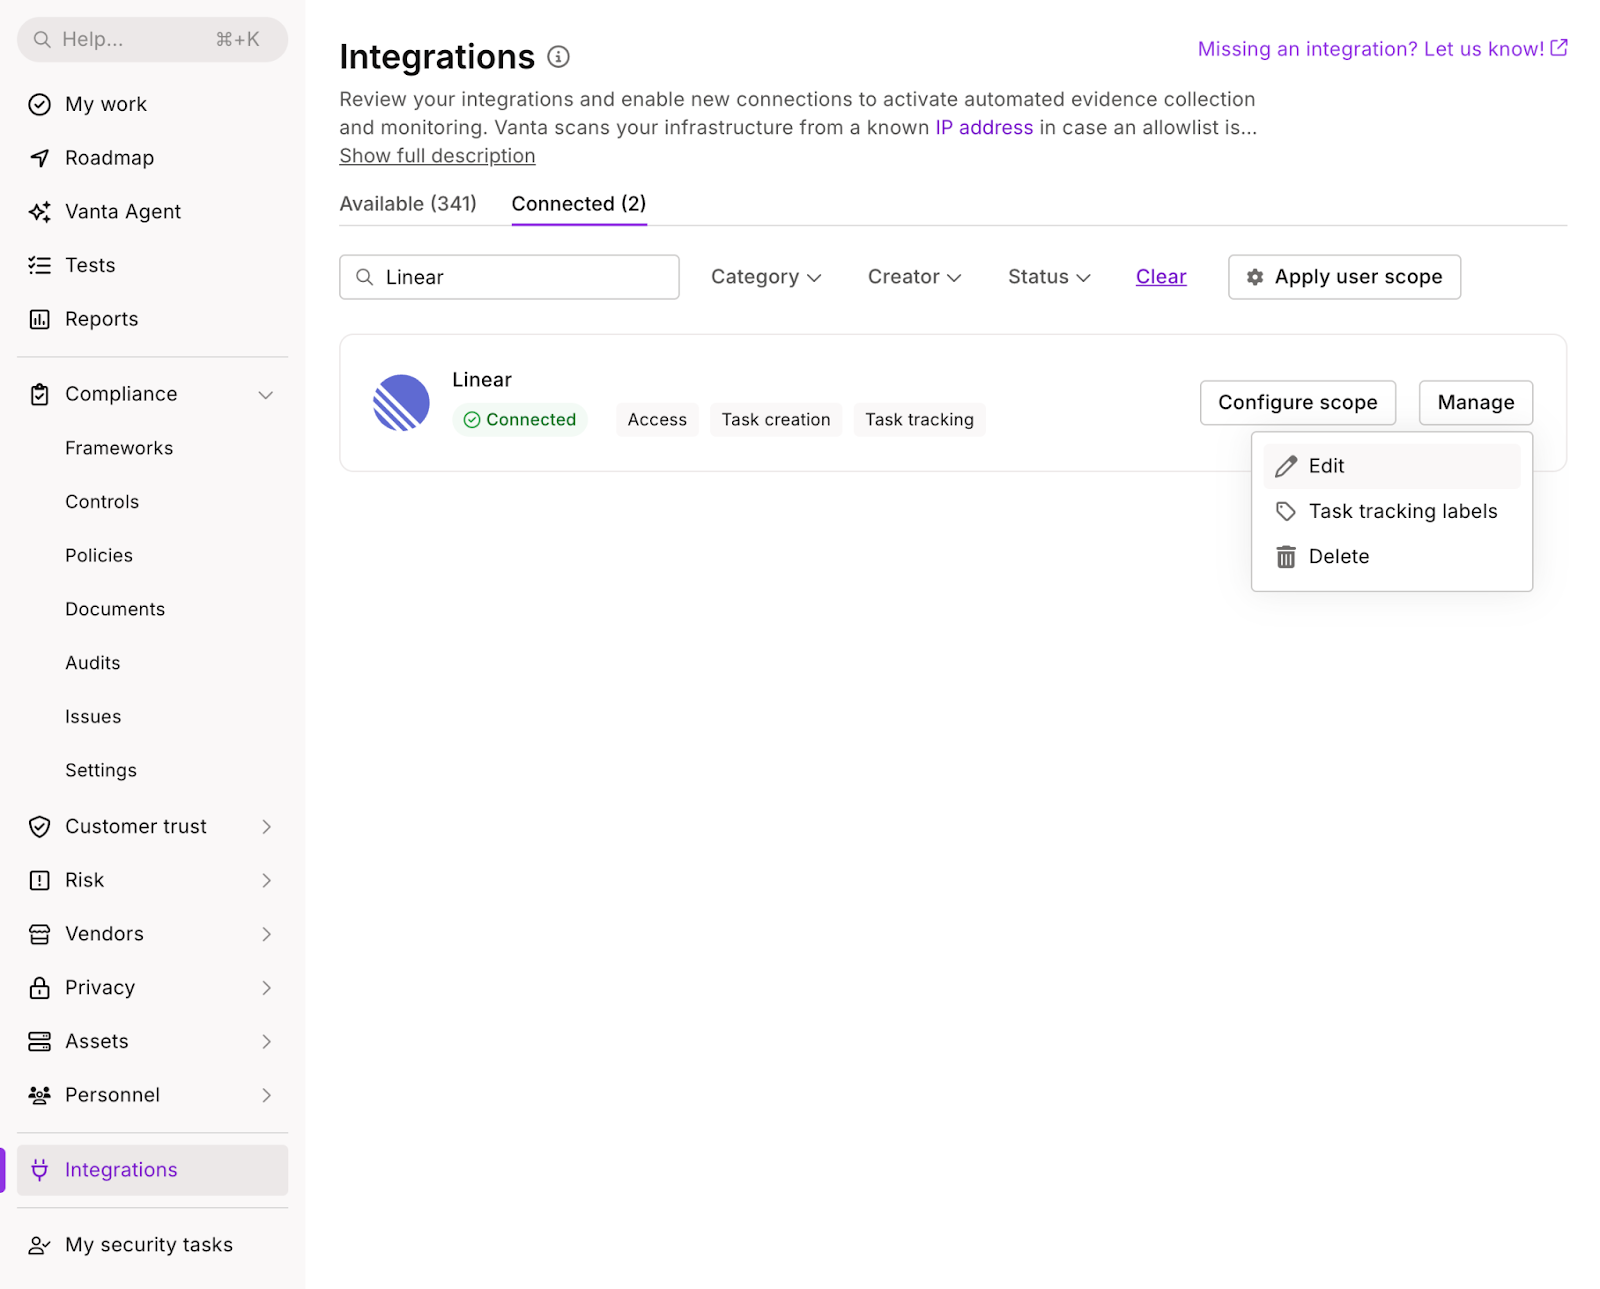 Help...
⌘+K
My work
Roadmap
Vanta Agent
Tests
Reports
Compliance
Frameworks
Controls
Policies
Documents
Audits
Issues
Settings
Customer trust
Risk
Vendors
Privacy
Assets
Personnel
Integrations
My security tasks
Integrations
Missing an integration? Let us know!
Review your integrations and enable new connections to activate automated evidence collection
and monitoring. Vanta scans your infrastructure from a known IP address in case an allowlist is...
Show full description
Available (341)
Connected (2)
Linear
Category
Creator
Status
Clear
Apply user scope
Linear
Connected
Access
Task creation
Task tracking
Configure scope
Manage
Edit
Task tracking labels
Delete